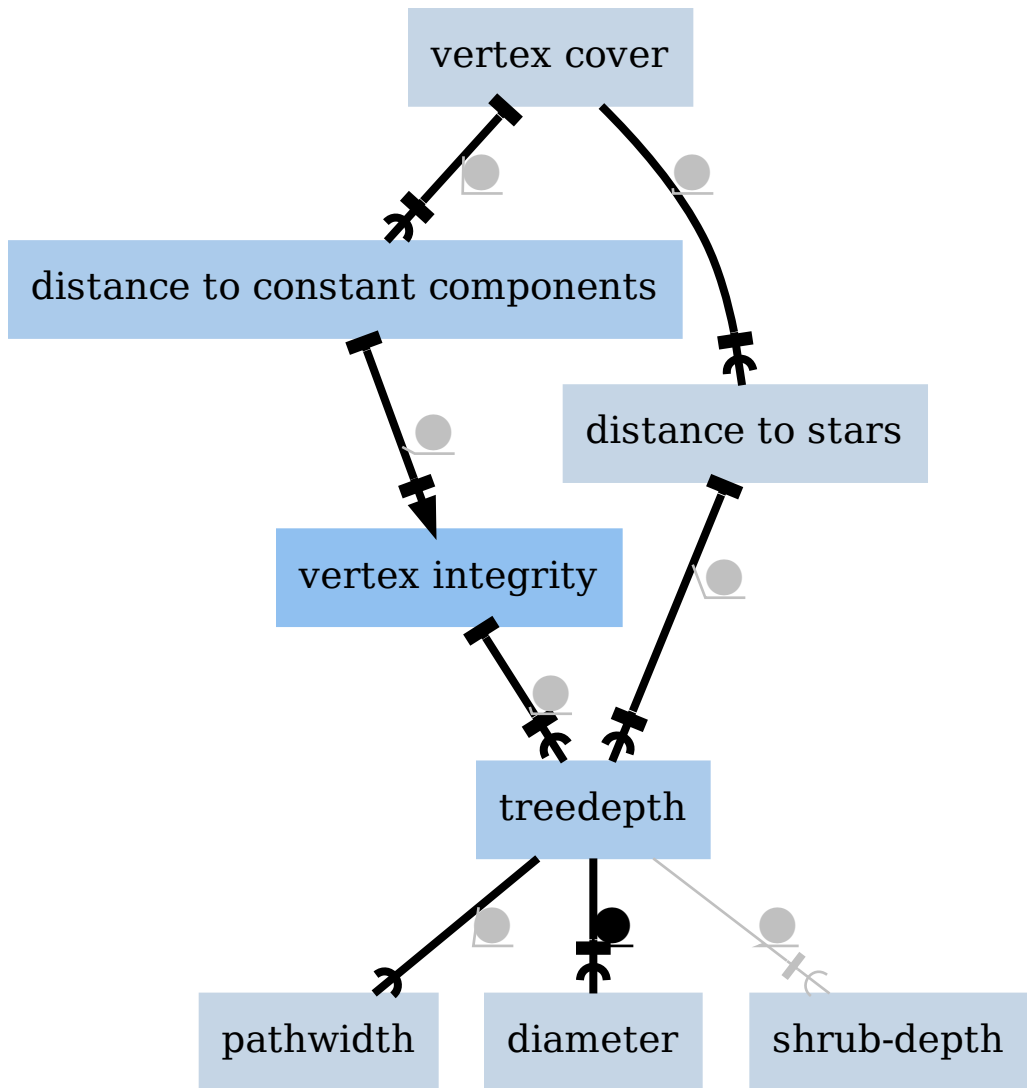 vertex cover
distance to constant components
distance to stars
vertex integrity
treedepth
pathwidth
diameter
shrub-depth